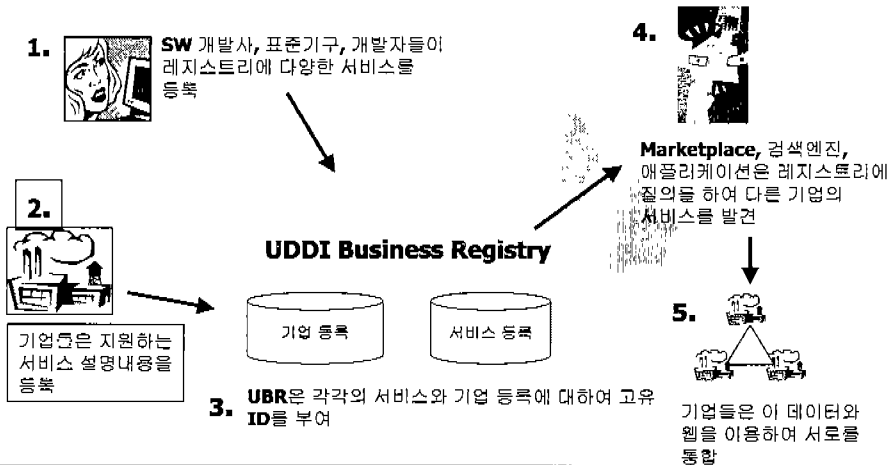 1.
SW 개발사, 표준기구, 개발자들이
레지스트리에 다양한 서비스를
등록
2.
기업들은 지원하는
서비스 설명내용을
등록
UDDI Business Registry
기업 등록
서비스 등록
3.
UBR은 각각의 서비스와 기업 등록에 대하여 고유
ID를 부여
4.
Marketplace, 검색엔진,
애플리케이션은 레지스트리에
질의를 하여 다른 기업의
서비스를 발견
5.
기업들은 이 데이터와
웹을 이용하여 서로를
통합